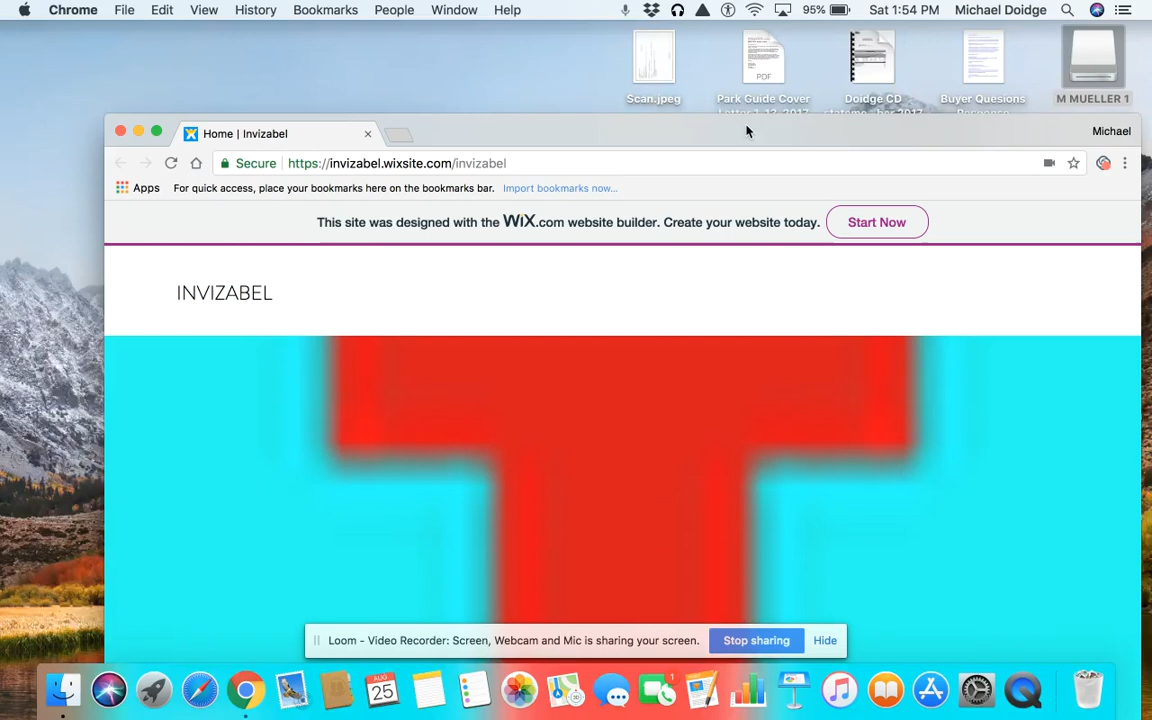 Chrome File Edit View History Bookmarks People Window Help 95% Sat 1:54 PM Michael Doidge
Scan.jpeg
PDF
Park Guide Cover
Doidge CD
Buyer Quesions
M MUELLER 1
Home | Invizabel
Michael
Secure https://invizabel.wixsite.com/invizabel
Apps For quick access, place your bookmarks here on the bookmarks bar. Import bookmarks now...
This site was designed with the WiX.com website builder. Create your website today. Start Now
INVIZABEL
Loom - Video Recorder: Screen, Webcam and Mic is sharing your screen. Stop sharing Hide
AUG
25
3D
1